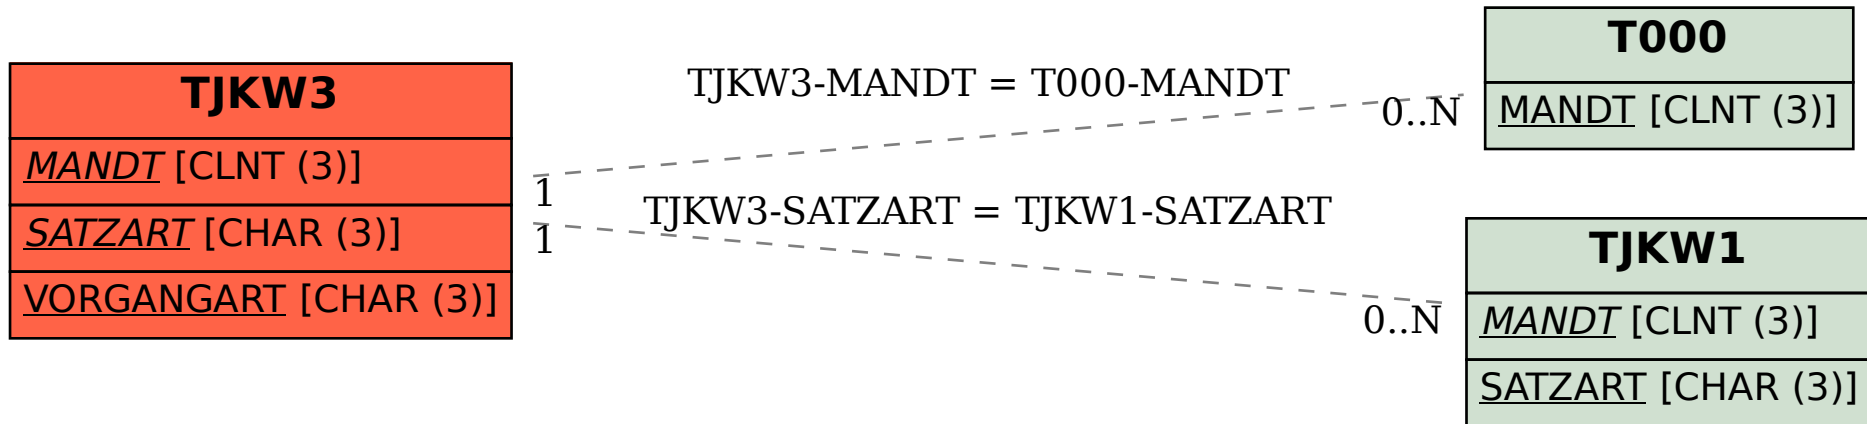 TJKW3
MANDT [CLNT (3)]
SATZART [CHAR (3)]
VORGANGART [CHAR (3)]
TJKW3-MANDT = T000-MANDT
1
0..N
TJKW3-SATZART = TJKW1-SATZART
1
0..N
T000
MANDT [CLNT (3)]
TJKW1
MANDT [CLNT (3)]
SATZART [CHAR (3)]